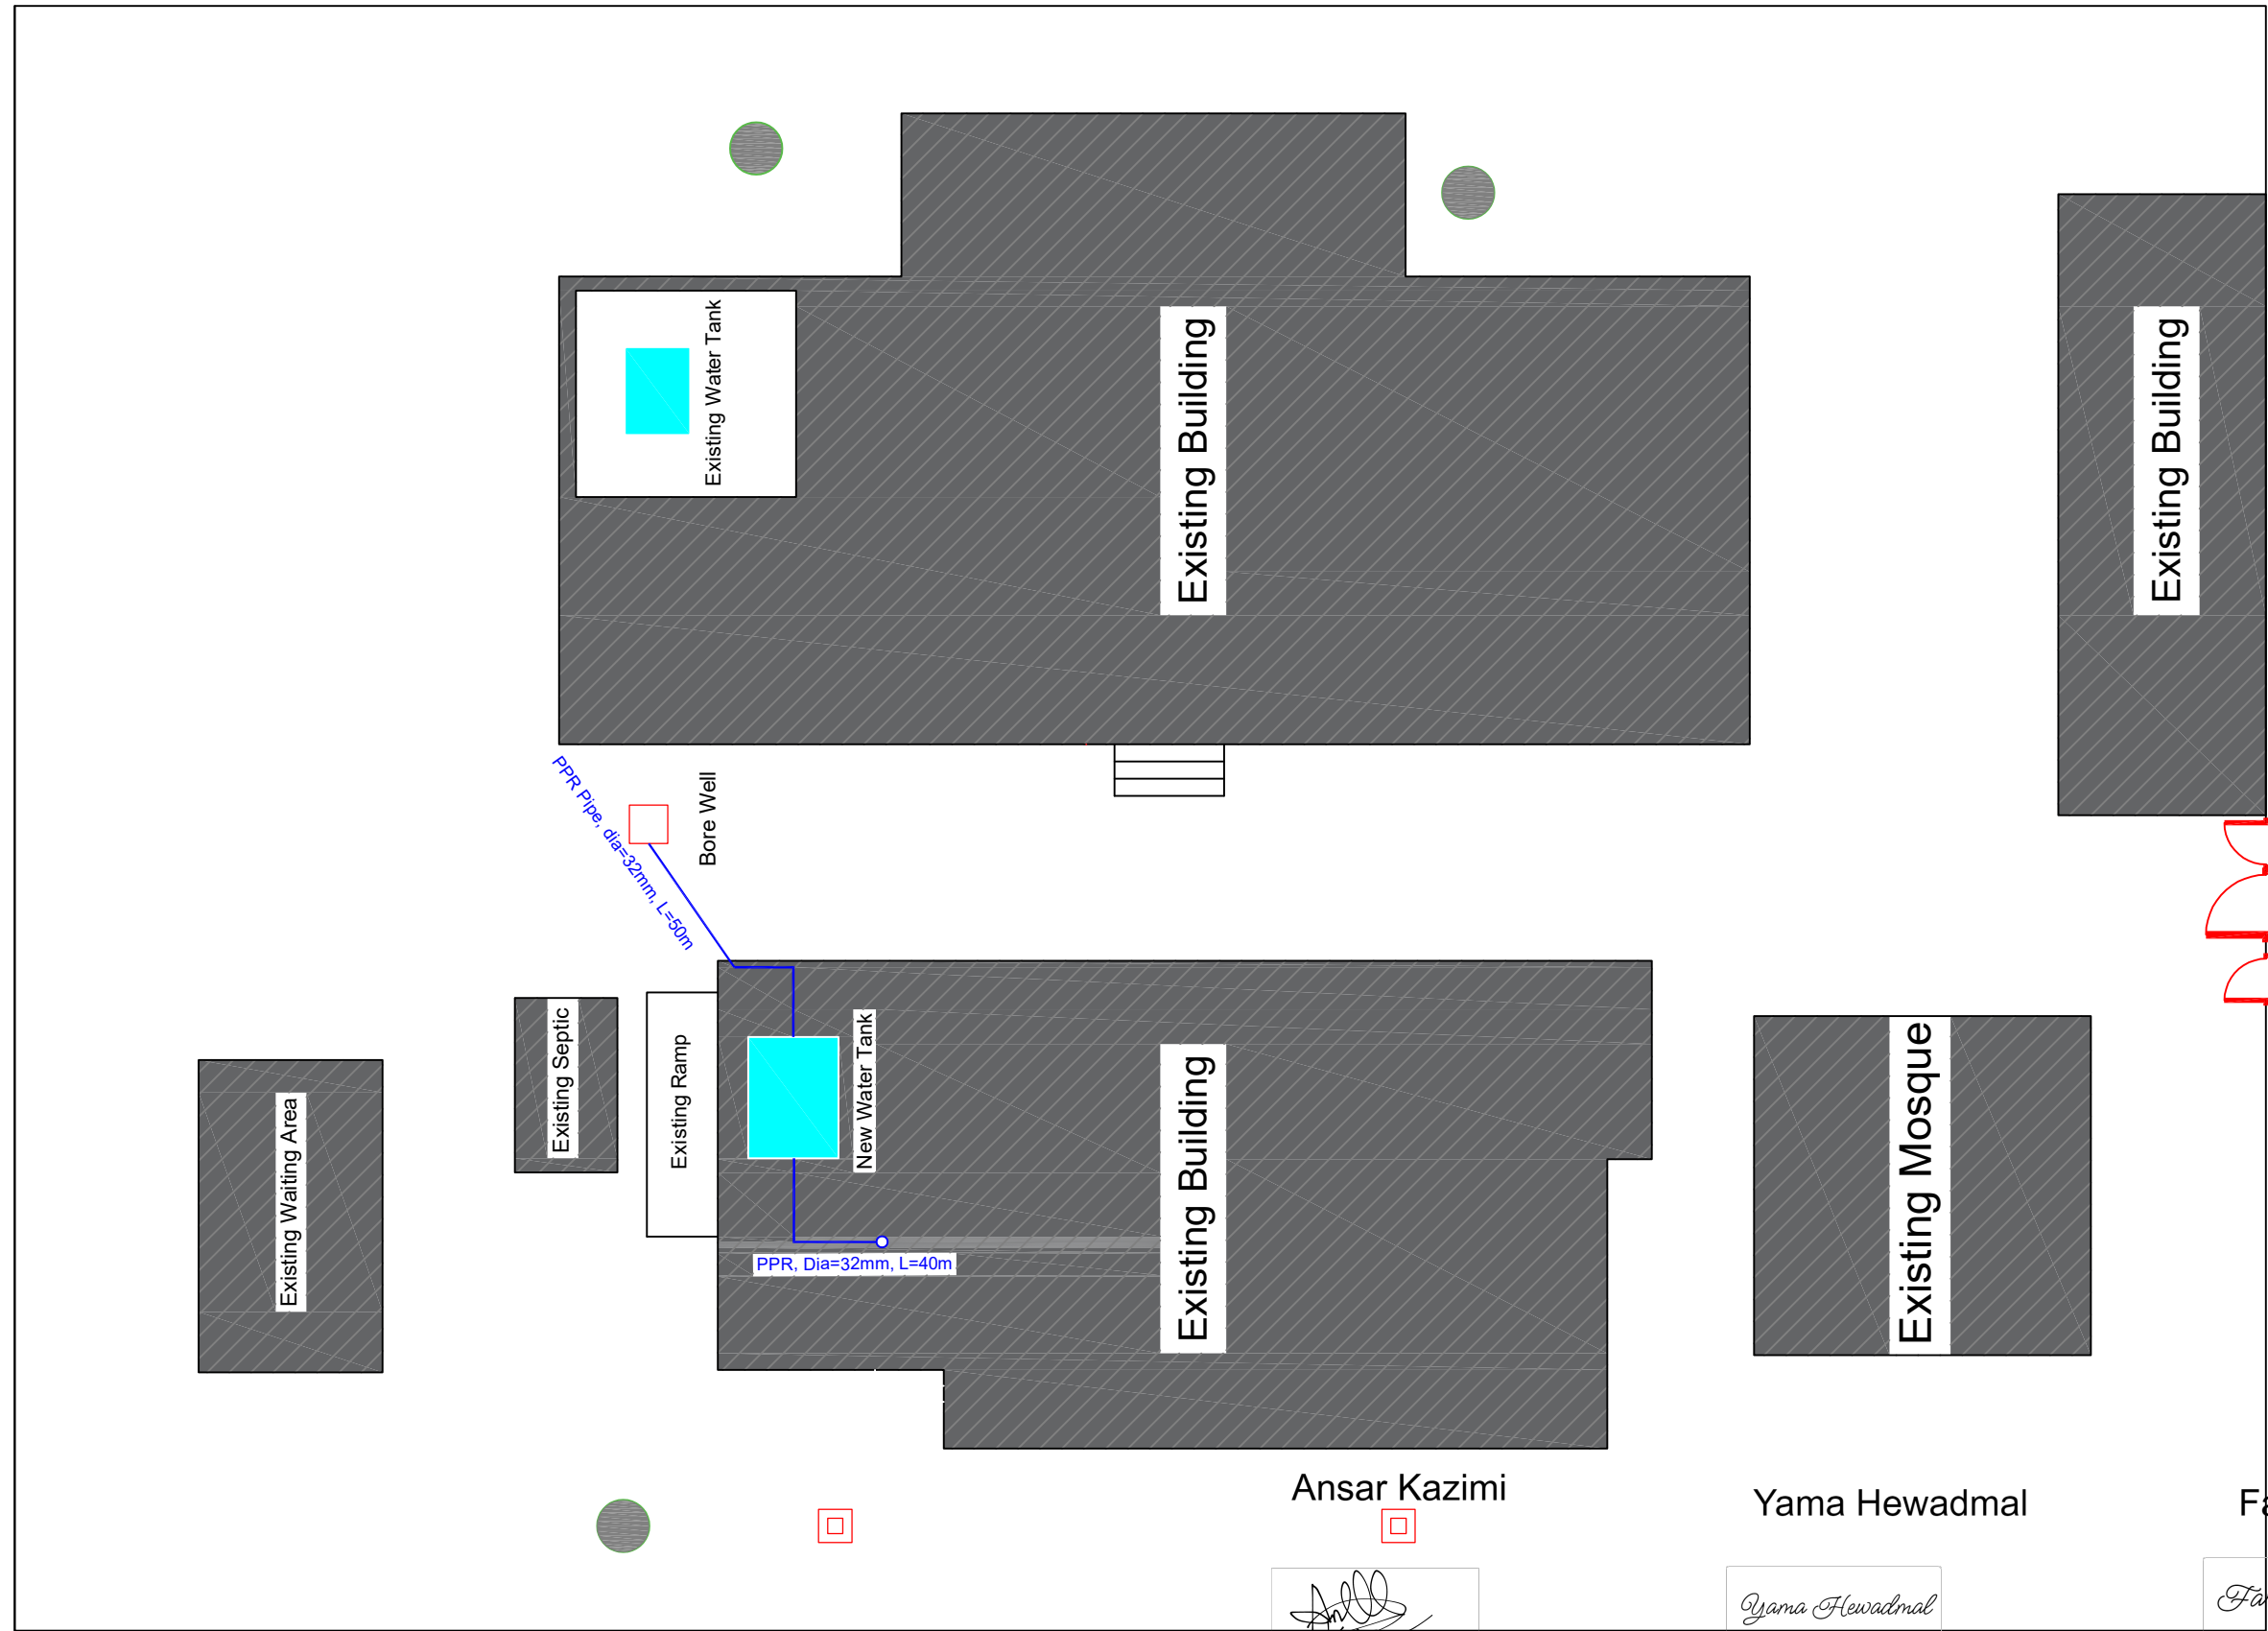 Existing Water Tank
Existing Building
Existing Building
PPR Pipe, dia=32mm, L=50m
Bore Well
Existing Waiting Area
Existing Septic
Existing Ramp
New Water Tank
PPR, Dia=32mm, L=40m
Existing Building
Existing Mosque
Ansar Kazimi
Yama Hewadmal
Yama Hewadmal